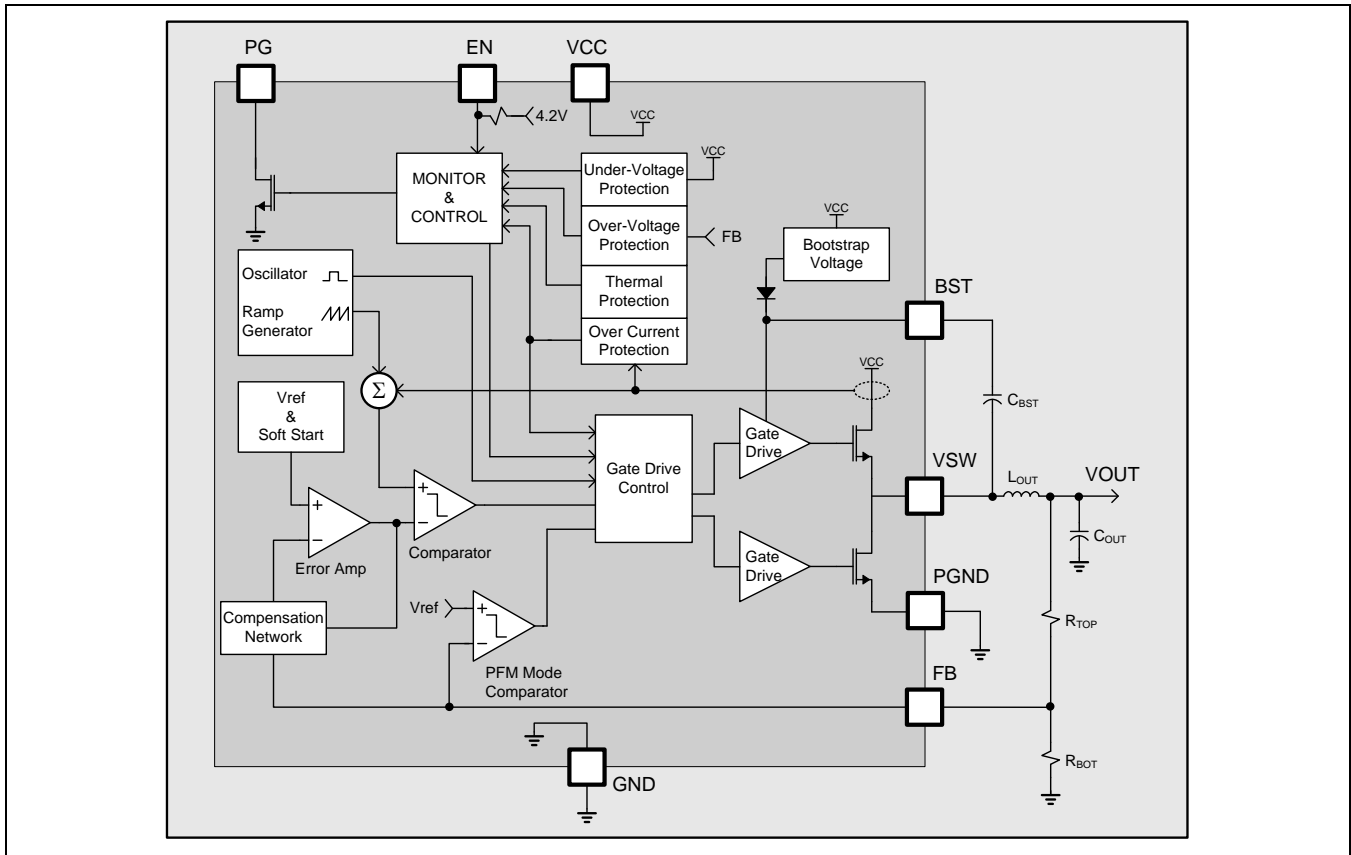 PG
EN
VCC
4.2V
VCC
MONITOR
&
CONTROL
Under-Voltage
Protection
VCC
Over-Voltage
Protection
FB
Thermal
Protection
Over Current
Protection
VCC
Bootstrap
Voltage
Oscillator
Ramp
Generator
BST
Σ
VCC
Vref
&
Soft Start
CBST
Gate Drive
Control
Gate
Drive
VSW
LOUT
VOUT
+
−
Comparator
+
−
Error Amp
COUT
Gate
Drive
PGND
Compensation
Network
Vref
+
−
PFM Mode
Comparator
RTOP
FB
RBOT
GND